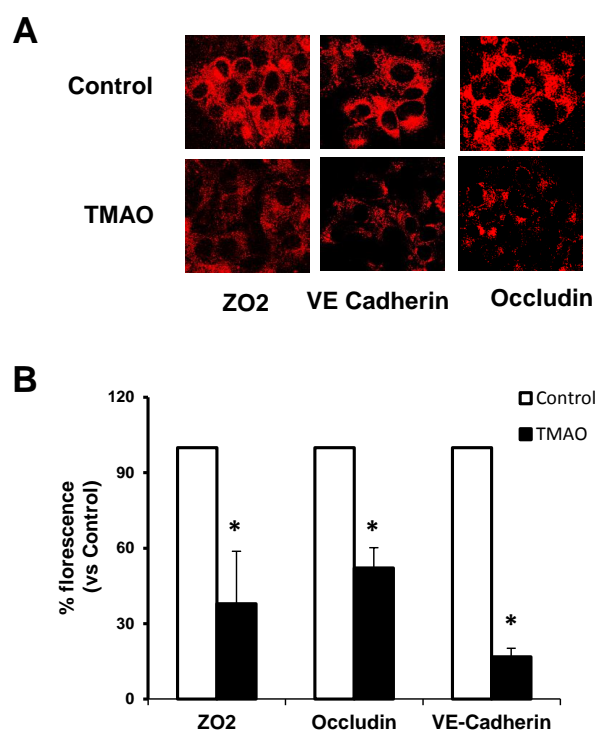 A
Control
TMAO
ZO2 VE Cadherin Occludin
B
120
90
60
30
0
% florescence
(vs Control)
Control
TMAO
*
*
*
ZO2 Occludin VE-Cadherin